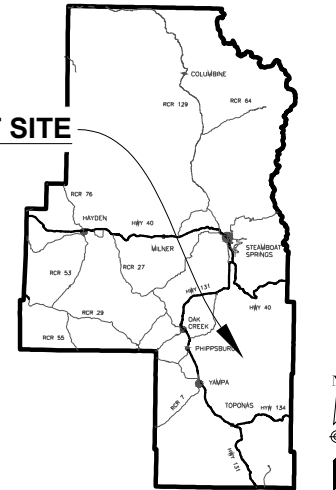 COLUMBINE
RCR 129
RCR 64
T SITE
RCR 76
HAYDEN
HWY 40
MILNER
STEAMBOAT
SPRINGS
RCR 53
RCR 27
HWY 131
HWY 40
RCR 29
OAK
CREEK
RCR 55
PHIPPSBURG
YAMPA
RCR 7
TOPONAS
HYW 134
HWY 131
N